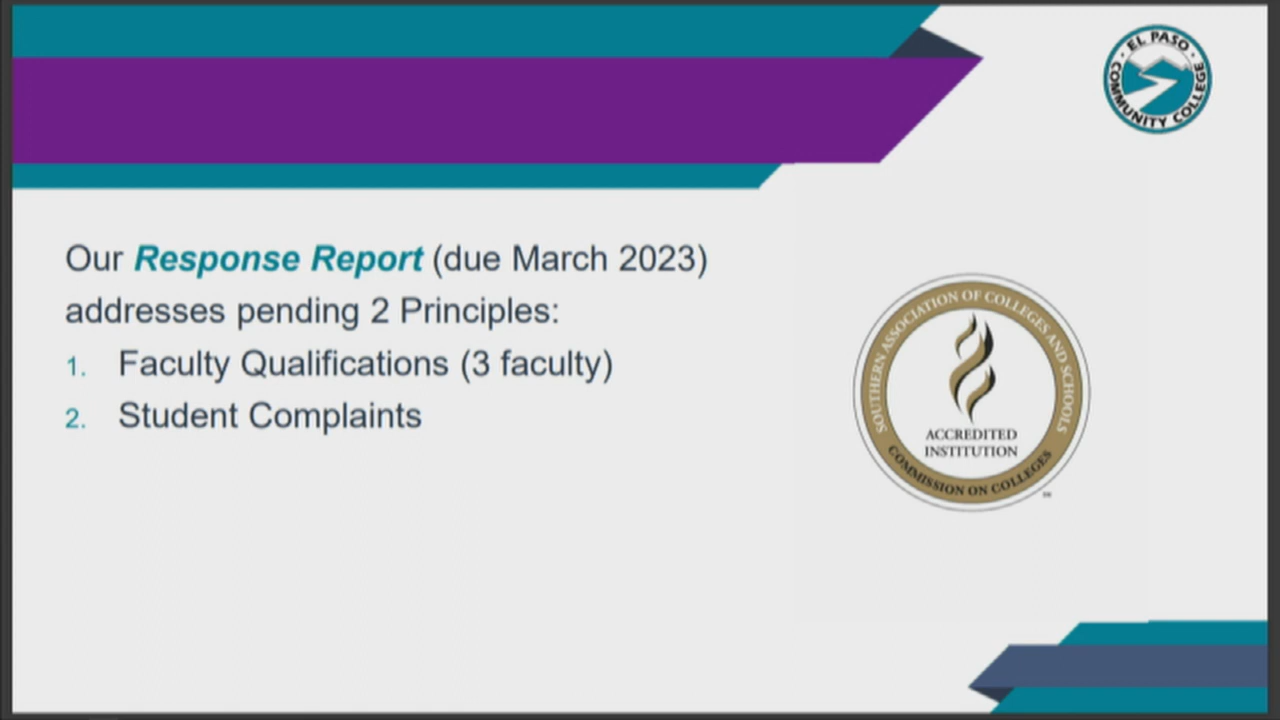 · EL PASO ·
COMMUNITY COLLEGE
Our Response Report (due March 2023)
addresses pending 2 Principles:
1. Faculty Qualifications (3 faculty)
2. Student Complaints
SOUTHERN ASSOCIATION OF COLLEGES AND SCHOOLS
ACCREDITED
INSTITUTION
COMMISSION ON COLLEGES